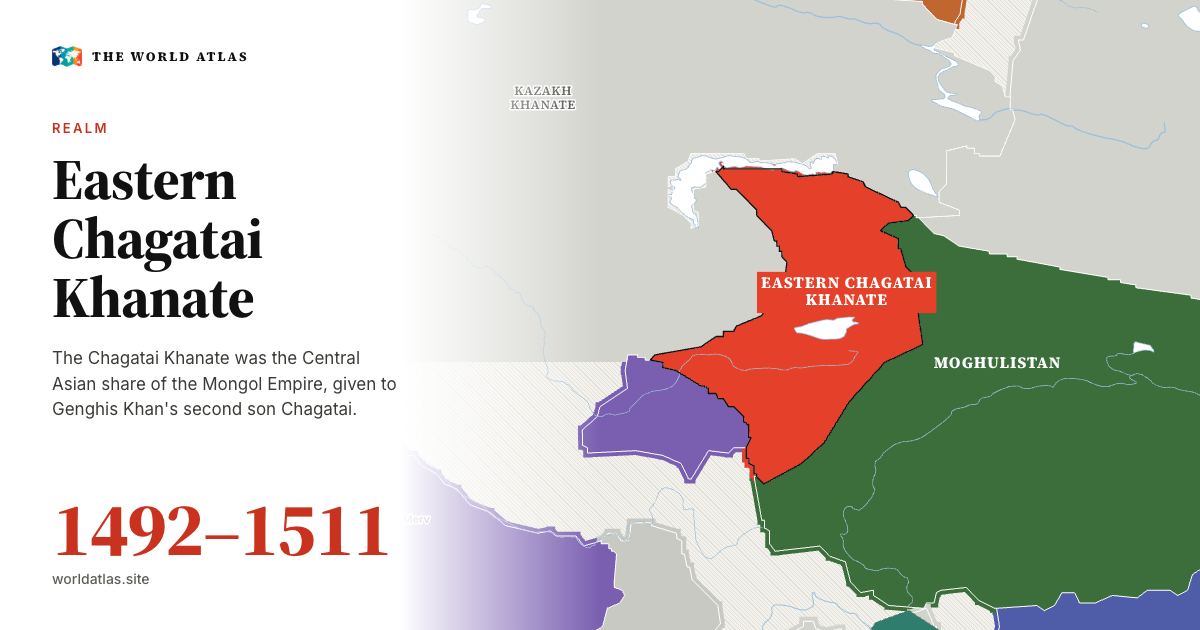 THE WORLD ATLAS
REALM
Eastern
Chagatai
Khanate
The Chagatai Khanate was the Central
Asian share of the Mongol Empire, given to
Genghis Khan's second son Chagatai.
1492–1511
worldatlas.site
KAZAKH
KHANATE
EASTERN CHAGATAI
KHANATE
MOGHULISTAN
Merv